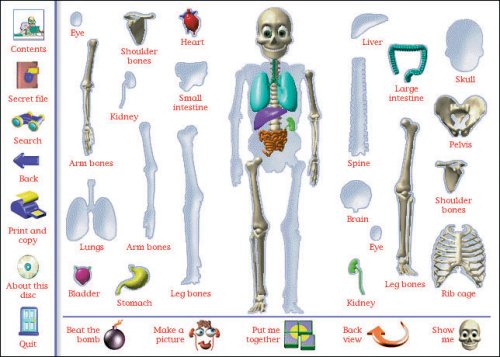 Contents
Secret file
Search
Back
Print and
copy
About this
disc
Quit
Eye
Shoulder
bones
Heart
Kidney
Small
intestine
Arm bones
Lungs
Arm bones
Bladder
Stomach
Leg bones
Liver
Large
intestine
Skull
Pelvis
Spine
Shoulder
bones
Brain
Eye
Kidney
Leg bones
Rib cage
Beat the
bomb
Make a
picture
Put me
together
Back
view
Show
me